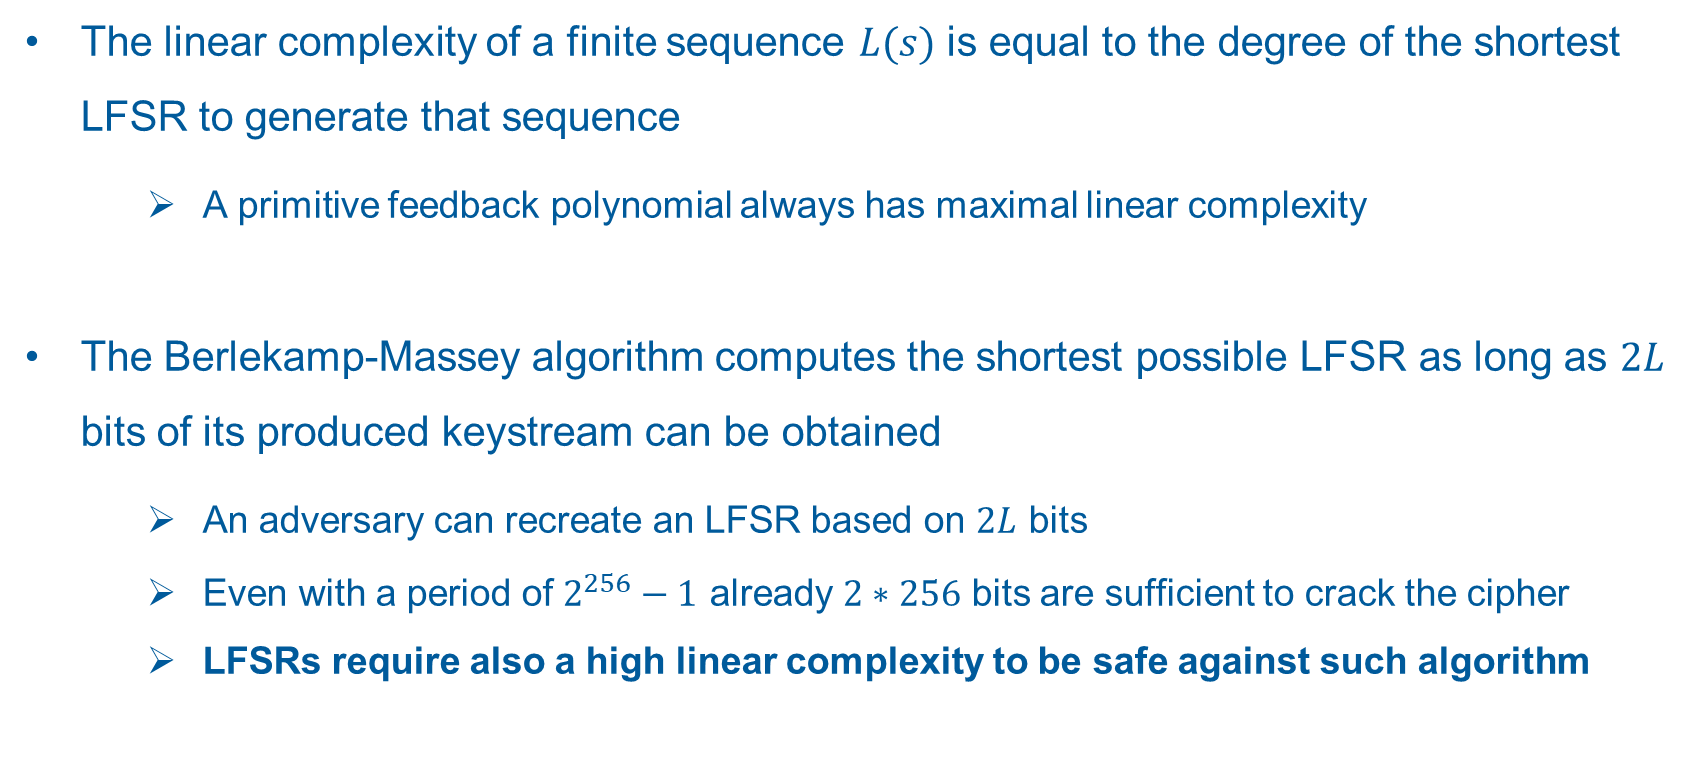 • The linear complexity of a finite sequence L(s) is equal to the degree of the shortest
LFSR to generate that sequence
➢ A primitive feedback polynomial always has maximal linear complexity
• The Berlekamp-Massey algorithm computes the shortest possible LFSR as long as 2L
bits of its produced keystream can be obtained
➢ An adversary can recreate an LFSR based on 2L bits
➢ Even with a period of 2²⁵⁶ − 1 already 2 ∗ 256 bits are sufficient to crack the cipher
➢ LFSRs require also a high linear complexity to be safe against such algorithm